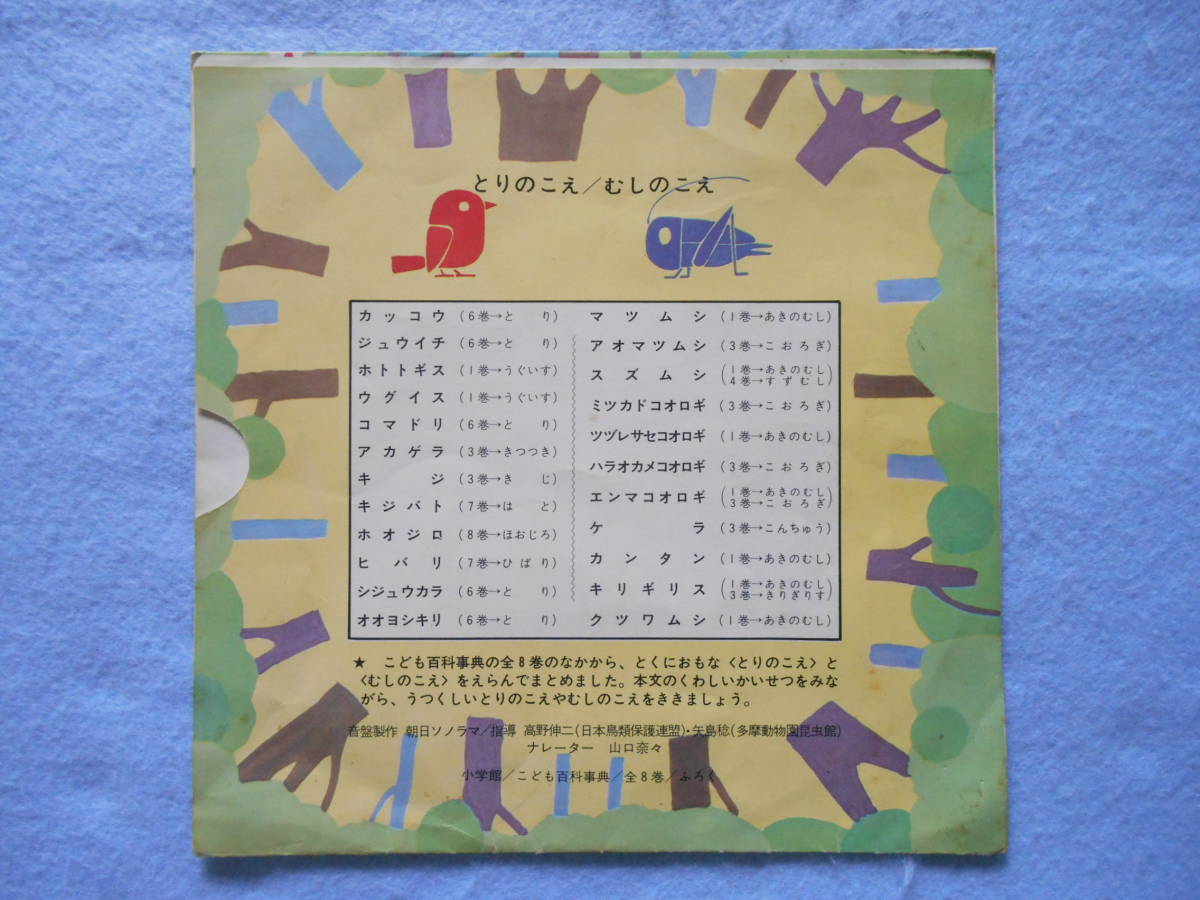 とりのこえ／むしのこえ
カッコウ (6巻→とり)
ジュウイチ (6巻→とり)
ホトトギス (1巻→うぐいす)
ウグイス (1巻→うぐいす)
コマドリ (6巻→とり)
アカゲラ (3巻→きつつき)
キジ (3巻→きじ)
キジバト (7巻→はと)
ホオジロ (8巻→ほおじろ)
ヒバリ (7巻→ひばり)
シジュウカラ (6巻→とり)
オオヨシキリ (6巻→とり)
マツムシ (1巻→あきのむし)
アオマツムシ (3巻→こおろぎ)
スズムシ (1巻→あきのむし
4巻→すずむし)
ミツカドコオロギ (3巻→こおろぎ)
ツヅレサセコオロギ (1巻→あきのむし)
ハラオカメコオロギ (3巻→こおろぎ)
エンマコオロギ (1巻→あきのむし
3巻→こおろぎ)
ケラ (3巻→こんちゅう)
カンタン (1巻→あきのむし)
キリギリス (1巻→あきのむし
3巻→きりぎりす)
クツワムシ (1巻→あきのむし)
★ こども百科事典の全8巻のなかから、とくにおもな〈とりのこえ〉と
〈むしのこえ〉をえらんでまとめました。本文のくわしいかいせつをみな
がら、うつくしいとりのこえやむしのこえをききましょう。
音盤製作 朝日ソノラマ／指導 高野伸二(日本鳥類保護連盟)・矢島稔(多摩動物園昆虫館)
ナレーター 山口奈々
小学館／こども百科事典／全8巻／ふろく